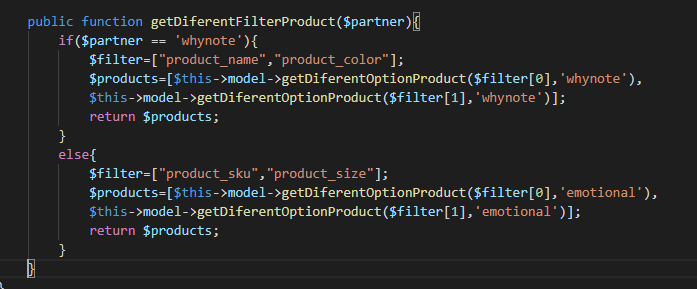 public function getDiferentFilterProduct($partner){
if($partner == 'whynote'){
$filter=["product_name","product_color"];
$products=[$this->model->getDiferentOptionProduct($filter[0],'whynote'),
$this->model->getDiferentOptionProduct($filter[1],'whynote')];
return $products;
}
else{
$filter=["product_sku","product_size"];
$products=[$this->model->getDiferentOptionProduct($filter[0],'emotional'),
$this->model->getDiferentOptionProduct($filter[1],'emotional')];
return $products;
}
}
}